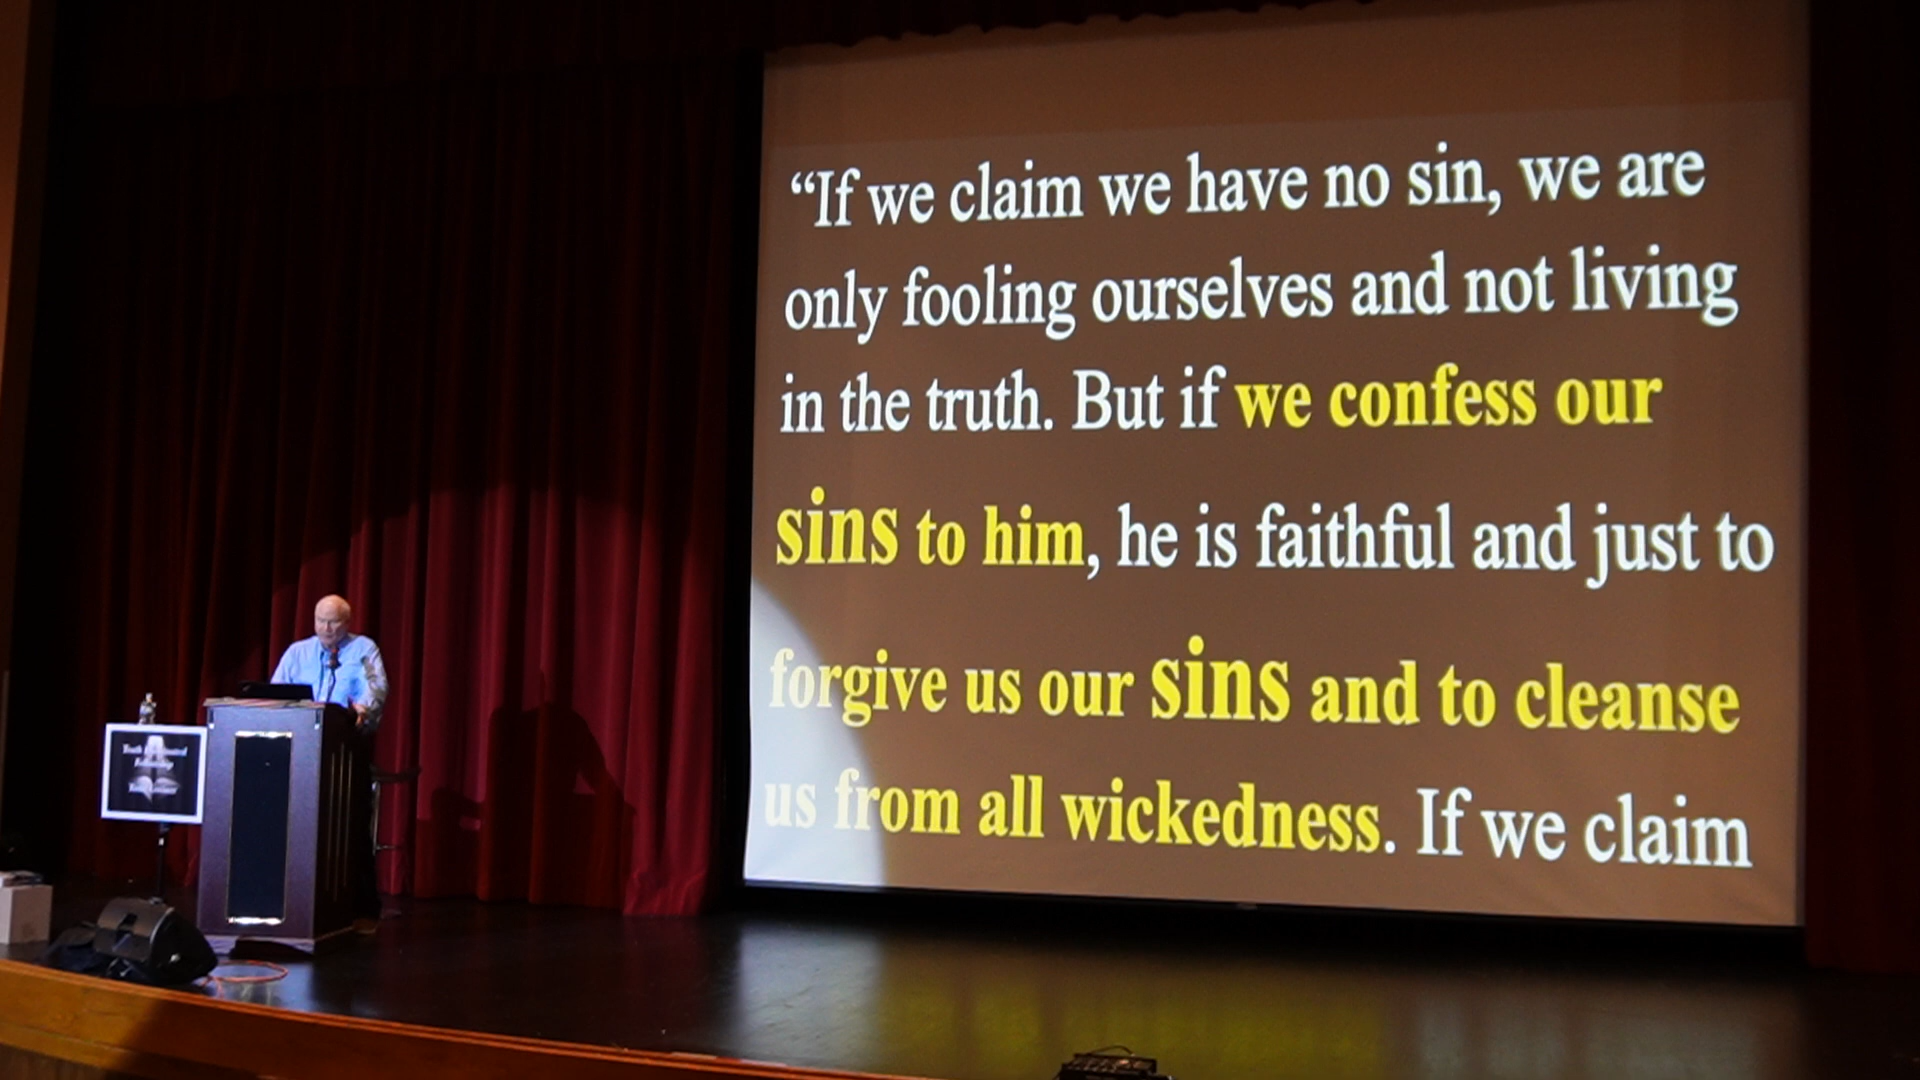 “If we claim we have no sin, we are
only fooling ourselves and not living
in the truth. But if we confess our
sins to him, he is faithful and just to
forgive us our sins and to cleanse
us from all wickedness. If we claim
Fellowship